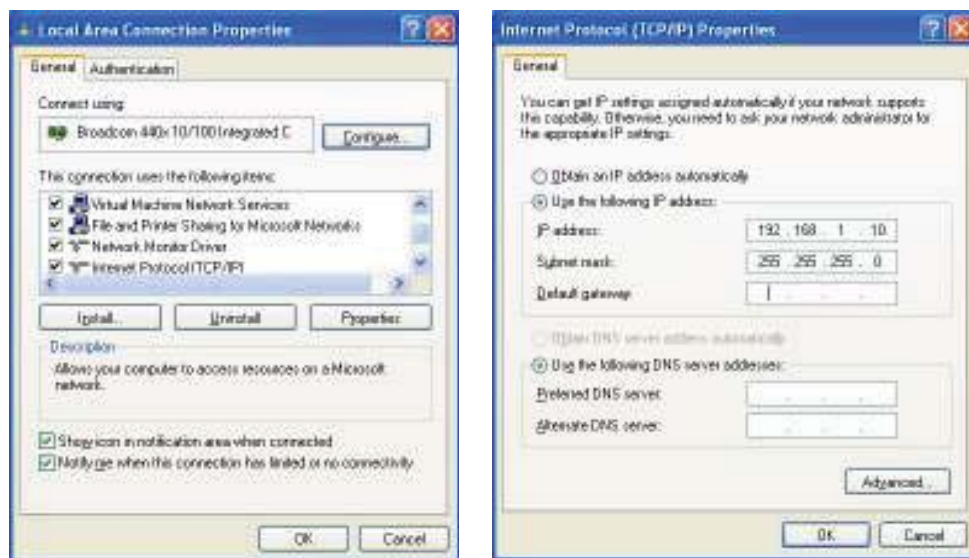 Local Area Connection Properties
General Authentication
Connect using:
Broadcom 440x 10/100 Integrated C
Configure...
This connection uses the following items:
Virtual Machine Network Services
File and Printer Sharing for Microsoft Networks
Network Monitor Driver
Internet Protocol (TCP/IP)
Install... Uninstall Properties
Description
Allows your computer to access resources on a Microsoft
network.
Show icon in notification area when connected
Notify me when this connection has limited or no connectivity
OK Cancel
Internet Protocol (TCP/IP) Properties
General
You can get IP settings assigned automatically if your network supports
this capability. Otherwise, you need to ask your network administrator for
the appropriate IP settings.
Obtain an IP address automatically
Use the following IP address:
IP address: 192 . 168 . 1 . 10
Subnet mask: 255 . 255 . 255 . 0
Default gateway: . . .
Obtain DNS server address automatically
Use the following DNS server addresses:
Preferred DNS server: . . .
Alternate DNS server: . . .
Advanced...
OK Cancel